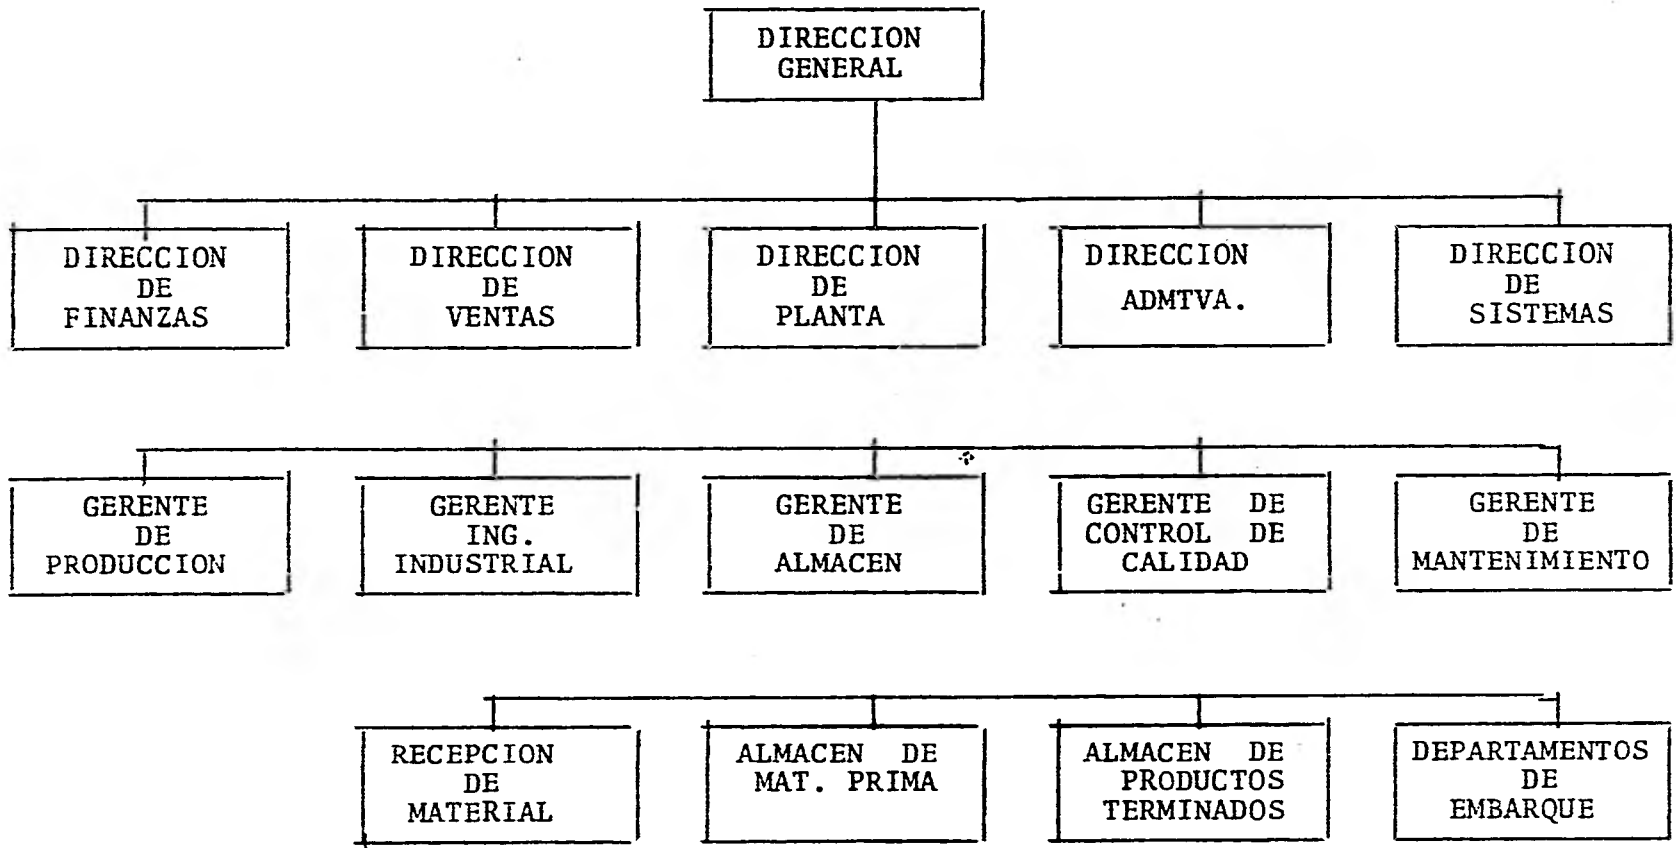 DIRECCION
GENERAL
DIRECCION
DE
FINANZAS
DIRECCION
DE
VENTAS
DIRECCION
DE
PLANTA
DIRECCION
ADMTVA.
DIRECCION
DE
SISTEMAS
GERENTE
DE
PRODUCCION
GERENTE
ING.
INDUSTRIAL
GERENTE
DE
ALMACEN
GERENTE DE
CONTROL DE
CALIDAD
GERENTE
DE
MANTENIMIENTO
RECEPCION
DE
MATERIAL
ALMACEN DE
MAT. PRIMA
ALMACEN DE
PRODUCTOS
TERMINADOS
DEPARTAMENTOS
DE
EMBARQUE